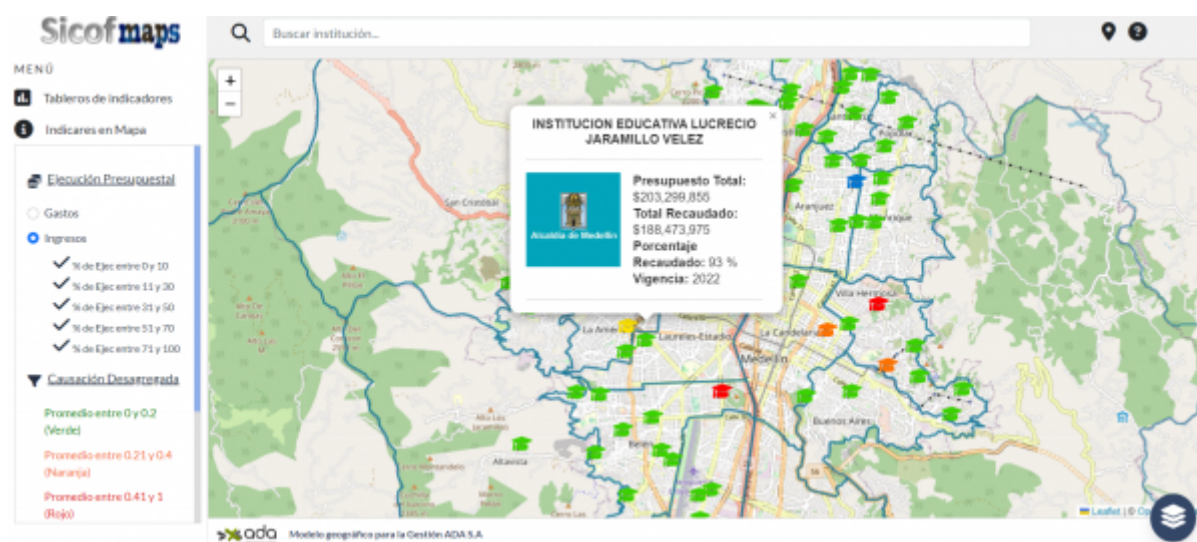 Sicofmaps
Buscar institución...
MENÚ
Tableros de indicadores
Indicares en Mapa
Ejecución Presupuestal
Gastos
Ingresos
% de Ejec entre 0 y 10
% de Ejec entre 11 y 30
% de Ejec entre 31 y 50
% de Ejec entre 51 y 70
% de Ejec entre 71 y 100
Causación Desagregada
Promedio entre 0 y 0.2
(Verde)
Promedio entre 0.21 y 0.4
(Naranja)
Promedio entre 0.41 y 1
(Rojo)
+
−
INSTITUCION EDUCATIVA LUCRECIO
JARAMILLO VELEZ
×
Alcaldía de Medellín
Presupuesto Total:
$203,299,855
Total Recaudado:
$188,473,975
Porcentaje
Recaudado: 93 %
Vigencia: 2022
Popular
San Cristóbal
Aranjuez
Villa Hermosa
La Candelaria
Laureles-Estadio
Medellín
Buenos Aires
Belén
Altavista
Leaflet | ©
ada
Modelo geográfico para la Gestión ADA S.A